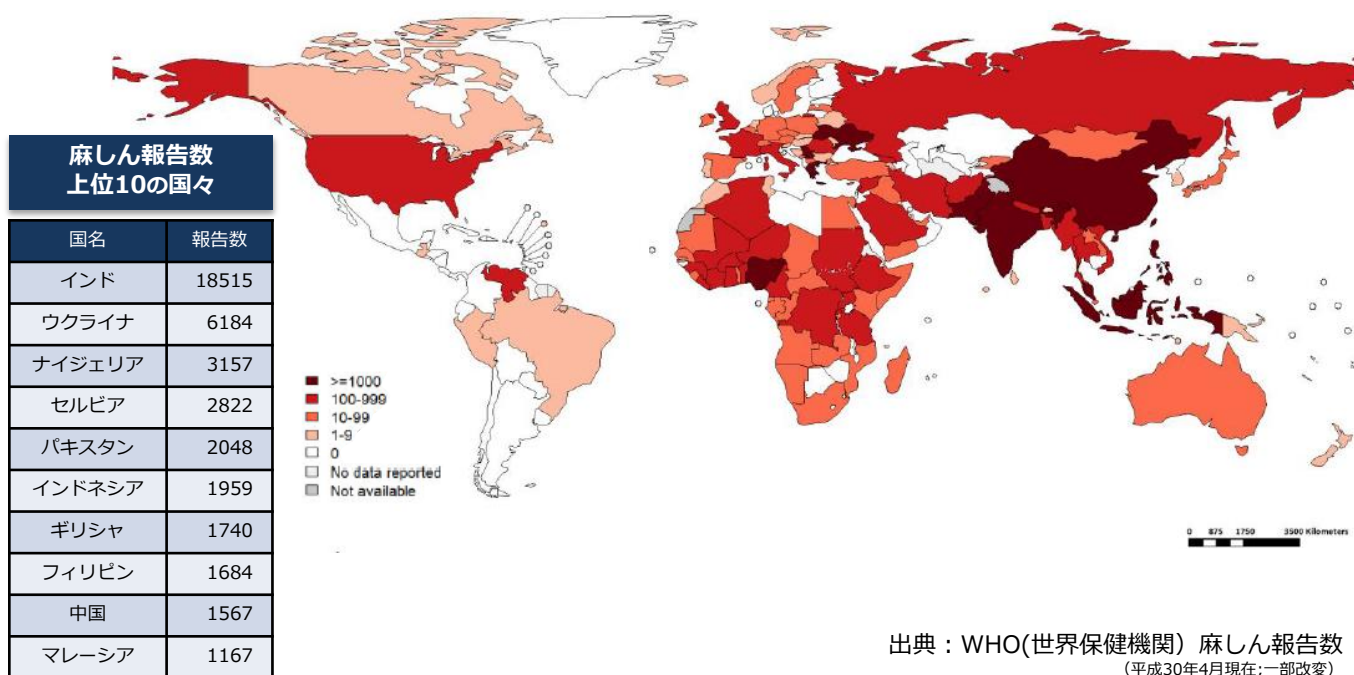 麻しん報告数
上位10の国々
国名 報告数
インド 18515
ウクライナ 6184
ナイジェリア 3157
セルビア 2822
パキスタン 2048
インドネシア 1959
ギリシャ 1740
フィリピン 1684
中国 1567
マレーシア 1167
>=1000
100-999
10-99
1-9
0
No data reported
Not available
0 875 1750 3500 Kilometers
出典：WHO(世界保健機関）麻しん報告数
（平成30年4月現在;一部改変）